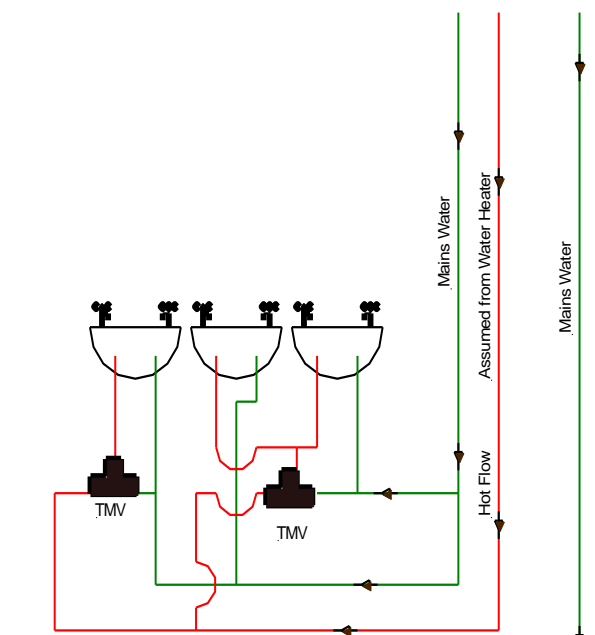 Mains Water
Assumed from Water Heater
Mains Water
Hot Flow
TMV
TMV